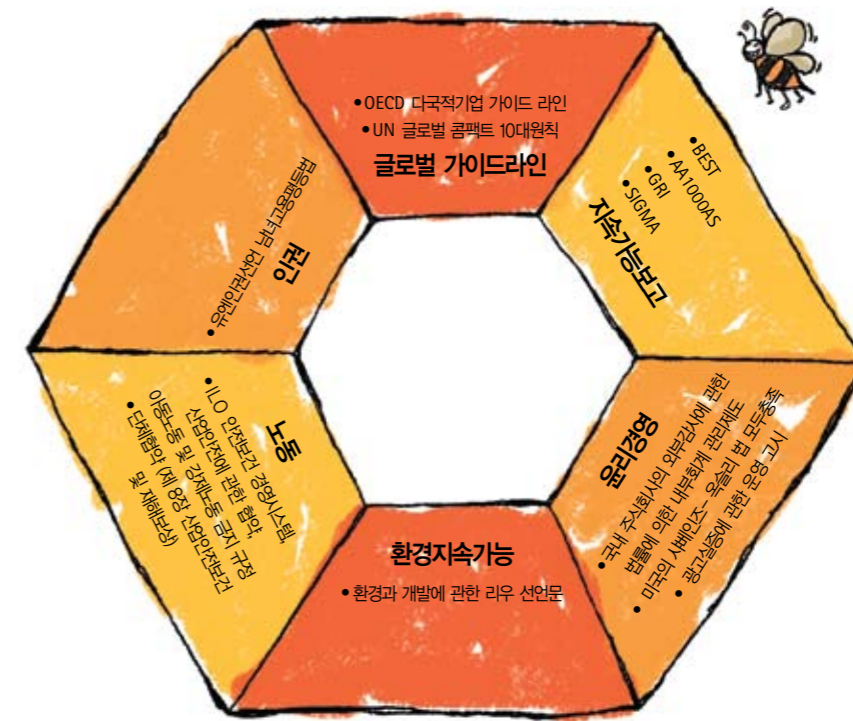 • OECD 다국적기업 가이드 라인
• UN 글로벌 콤팩트 10대원칙
글로벌 가이드라인
• BEST
• AA1000AS
• GRI
• SIGMA
지속가능보고
윤리경영
• 국내 주식회사의 외부감사에 관한
법률에 의한 내부회계 관리제도
• 미국의 사베인즈- 옥슬리 법 모두충족
• 광고실증에 관한 운영 고시
환경지속가능
• 환경과 개발에 관한 리우 선언문
노동
• ILO 안전보건 경영시스템,
산업안전에 관한 협약,
아동노동 및 강제노동 금지 규정
• 단체협약 (제 8장 산업안전보건
및 재해보상)
• 유엔인권선언 남녀고용평등법
인권